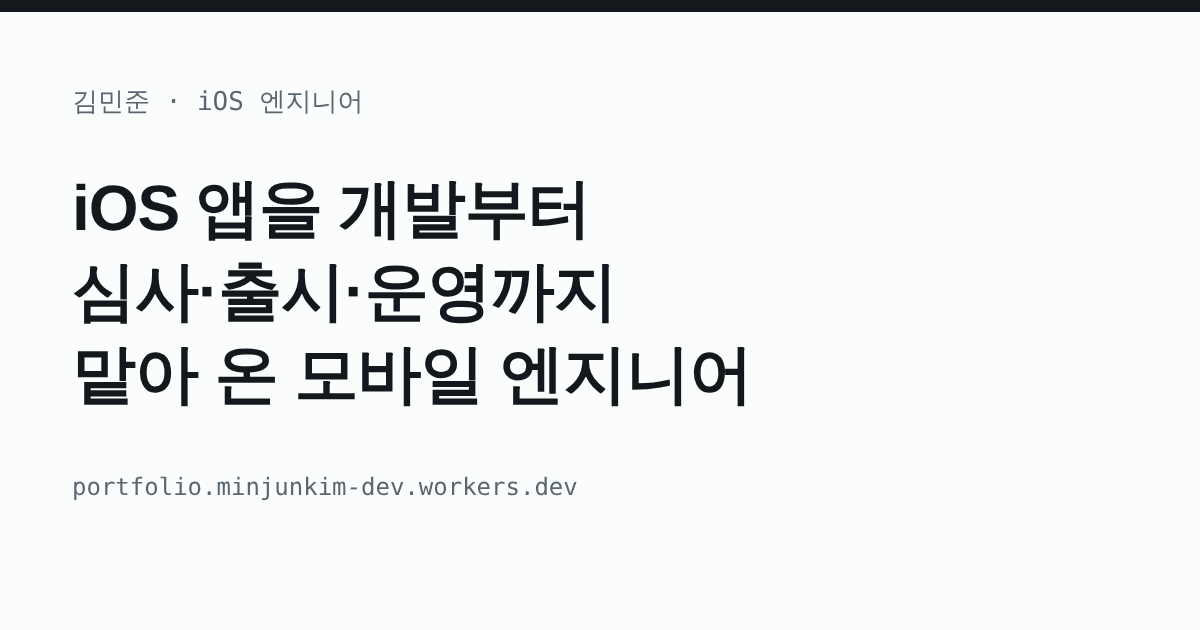 김민준 · iOS 엔지니어
iOS 앱을 개발부터
심사·출시·운영까지
맡아 온 모바일 엔지니어
portfolio.minjunkim-dev.workers.dev